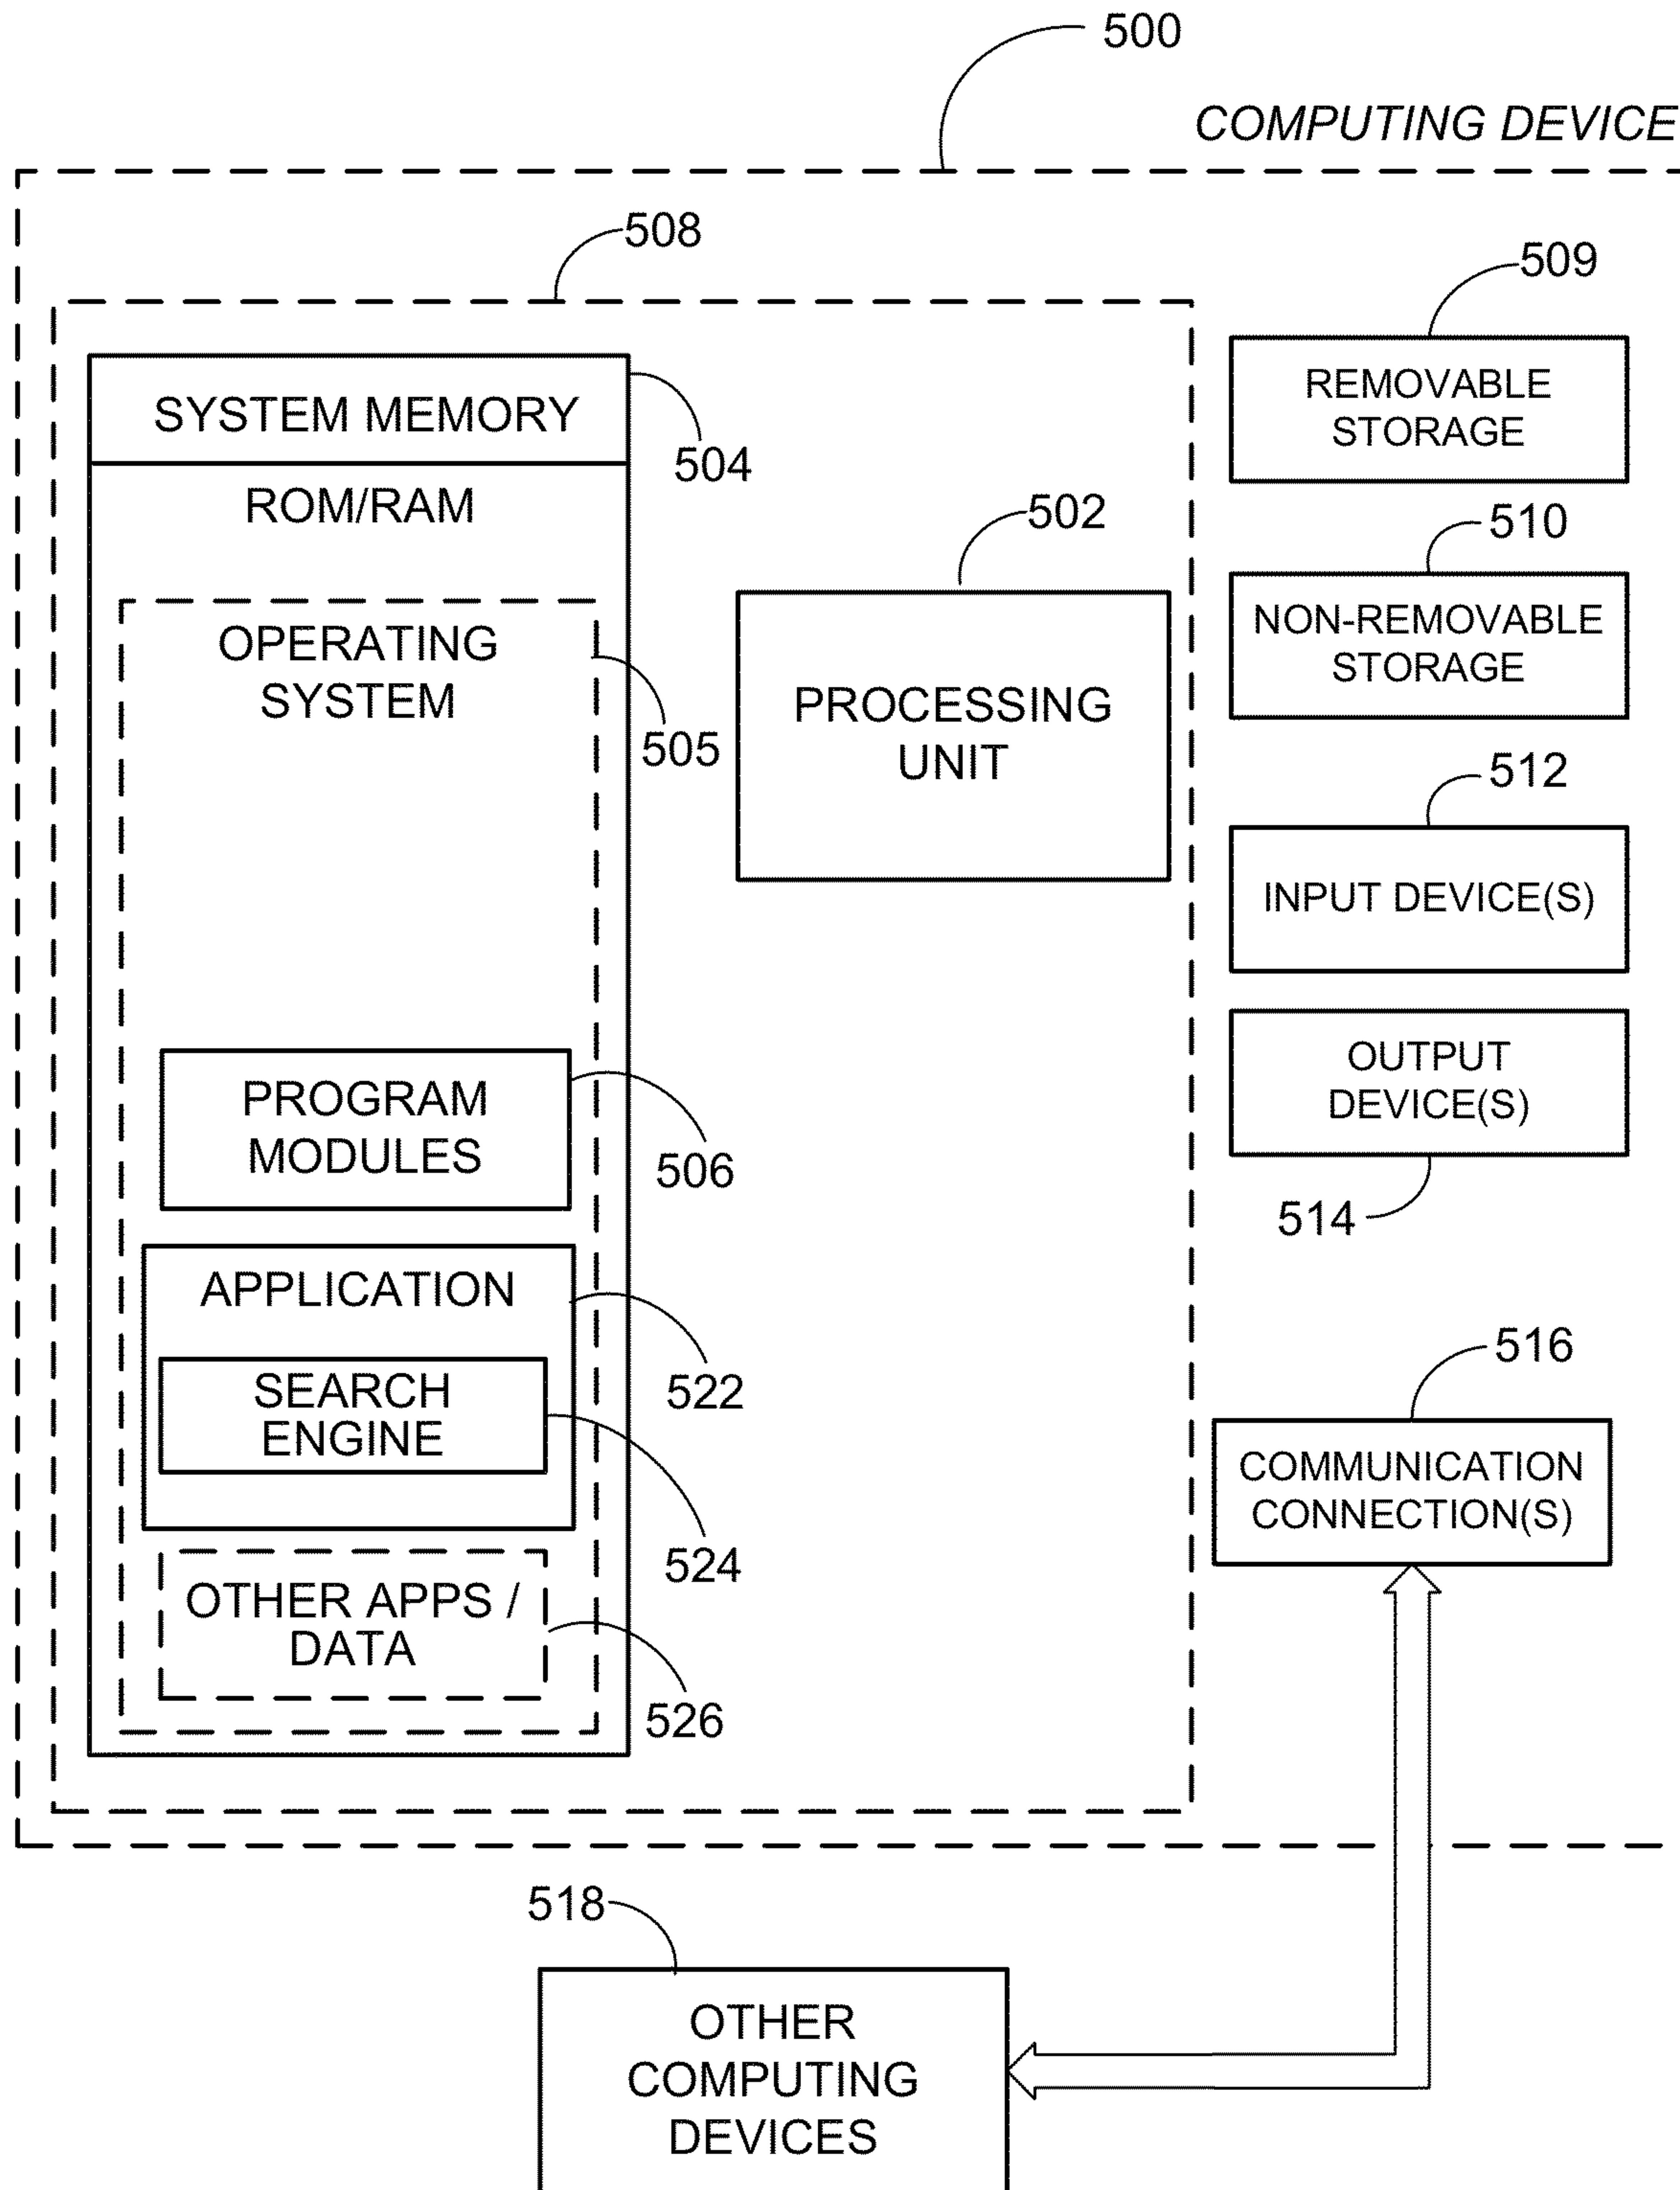 500
COMPUTING DEVICE
508
509
SYSTEM MEMORY
504
ROM/RAM
REMOVABLE
STORAGE
502
510
OPERATING
SYSTEM
505
PROCESSING
UNIT
NON-REMOVABLE
STORAGE
512
INPUT DEVICE(S)
PROGRAM
MODULES
506
OUTPUT
DEVICE(S)
514
APPLICATION
522
SEARCH
ENGINE
524
516
COMMUNICATION
CONNECTION(S)
OTHER APPS /
DATA
526
518
OTHER
COMPUTING
DEVICES